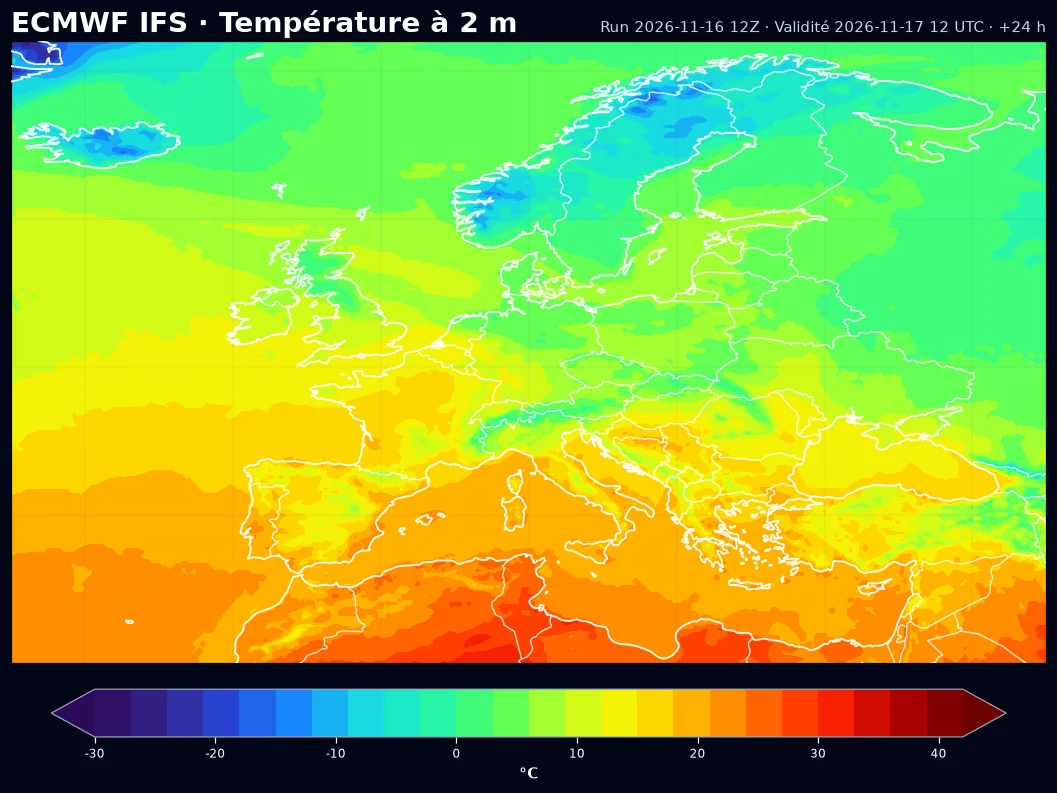 ECMWF IFS · Température à 2 m
Run 2026-11-16 12Z · Validité 2026-11-17 12 UTC · +24 h
-30 -20 -10 0 10 20 30 40
°C